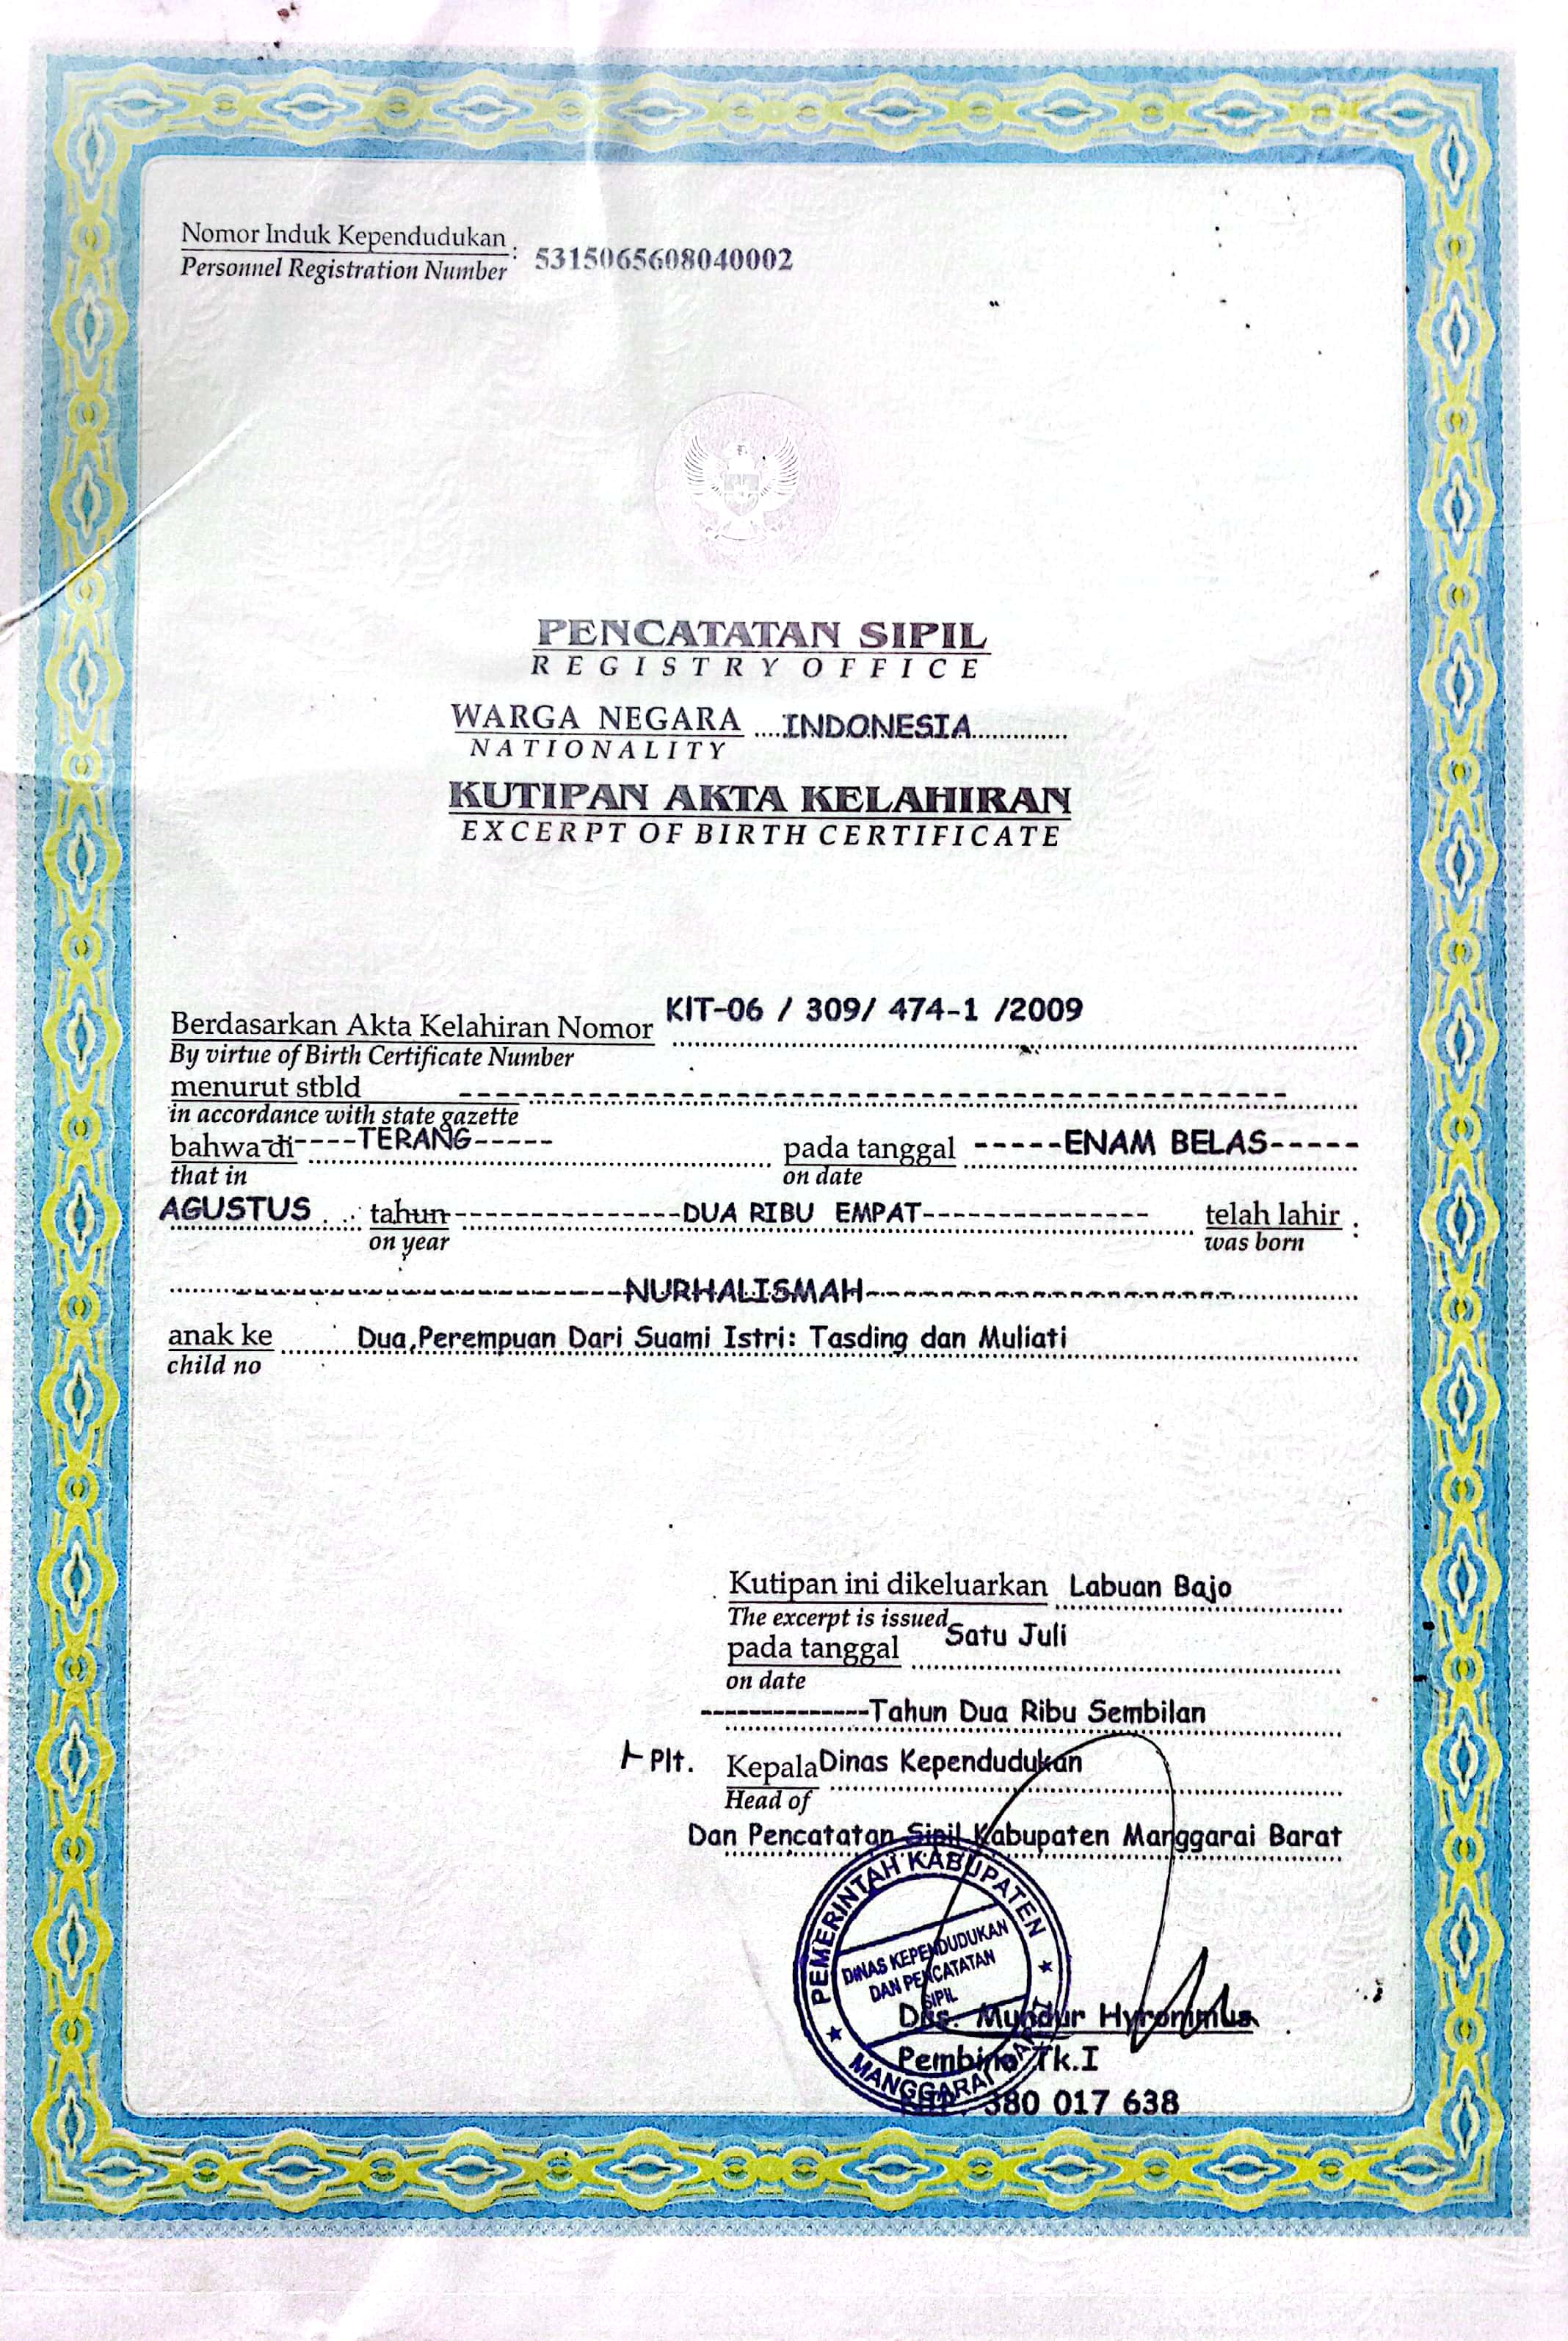 Nomor Induk Kependudukan : 5315065608040002
Personnel Registration Number
PENCATATAN SIPIL
REGISTRY OFFICE
WARGA NEGARA ....INDONESIA..............
NATIONALITY
KUTIPAN AKTA KELAHIRAN
EXCERPT OF BIRTH CERTIFICATE
Berdasarkan Akta Kelahiran Nomor KIT-06 / 309/ 474-1 /2009
By virtue of Birth Certificate Number
menurut stbld
in accordance with state gazette
bahwa di ----TERANG----- pada tanggal -----ENAM BELAS-----
that in on date
AGUSTUS tahun ---------------DUA RIBU EMPAT--------------- telah lahir :
on year was born
NURHALISMAH
anak ke Dua,Perempuan Dari Suami Istri: Tasding dan Muliati
child no
Kutipan ini dikeluarkan Labuan Bajo
The excerpt is issued
pada tanggal Satu Juli
on date
--------------Tahun Dua Ribu Sembilan
Plt. Kepala Dinas Kependudukan
Head of
Dan Pencatatan Sipil Kabupaten Manggarai Barat
PEMERINTAH KABUPATEN
DINAS KEPENDUDUKAN
DAN PENCATATAN
SIPIL
MANGGARAI BARAT
Drs. Mundur Hyronimus
Pembina Tk.I
380 017 638